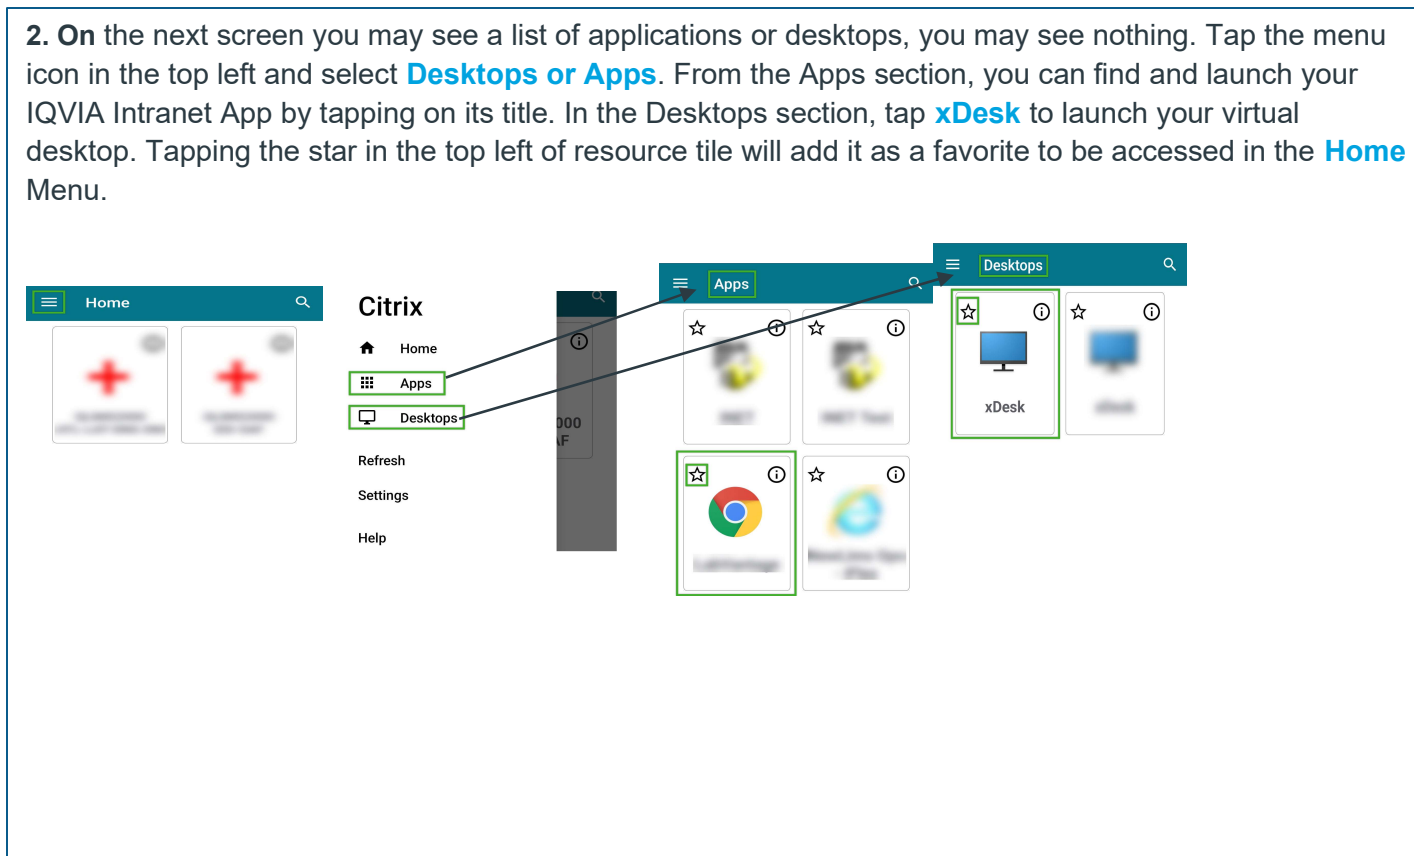 2. On the next screen you may see a list of applications or desktops, you may see nothing. Tap the menu
icon in the top left and select Desktops or Apps. From the Apps section, you can find and launch your
IQVIA Intranet App by tapping on its title. In the Desktops section, tap xDesk to launch your virtual
desktop. Tapping the star in the top left of resource tile will add it as a favorite to be accessed in the Home
Menu.
Home
Citrix
Home
Apps
Desktops
Refresh
Settings
Help
000
AF
Apps
Desktops
xDesk